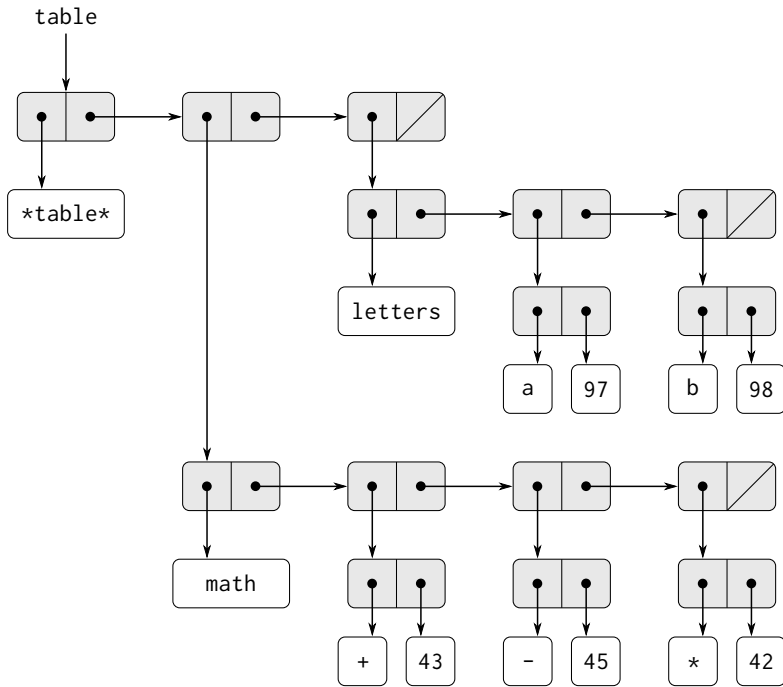 table
*table*
letters
a 97 b 98
math
+ 43 - 45 * 42